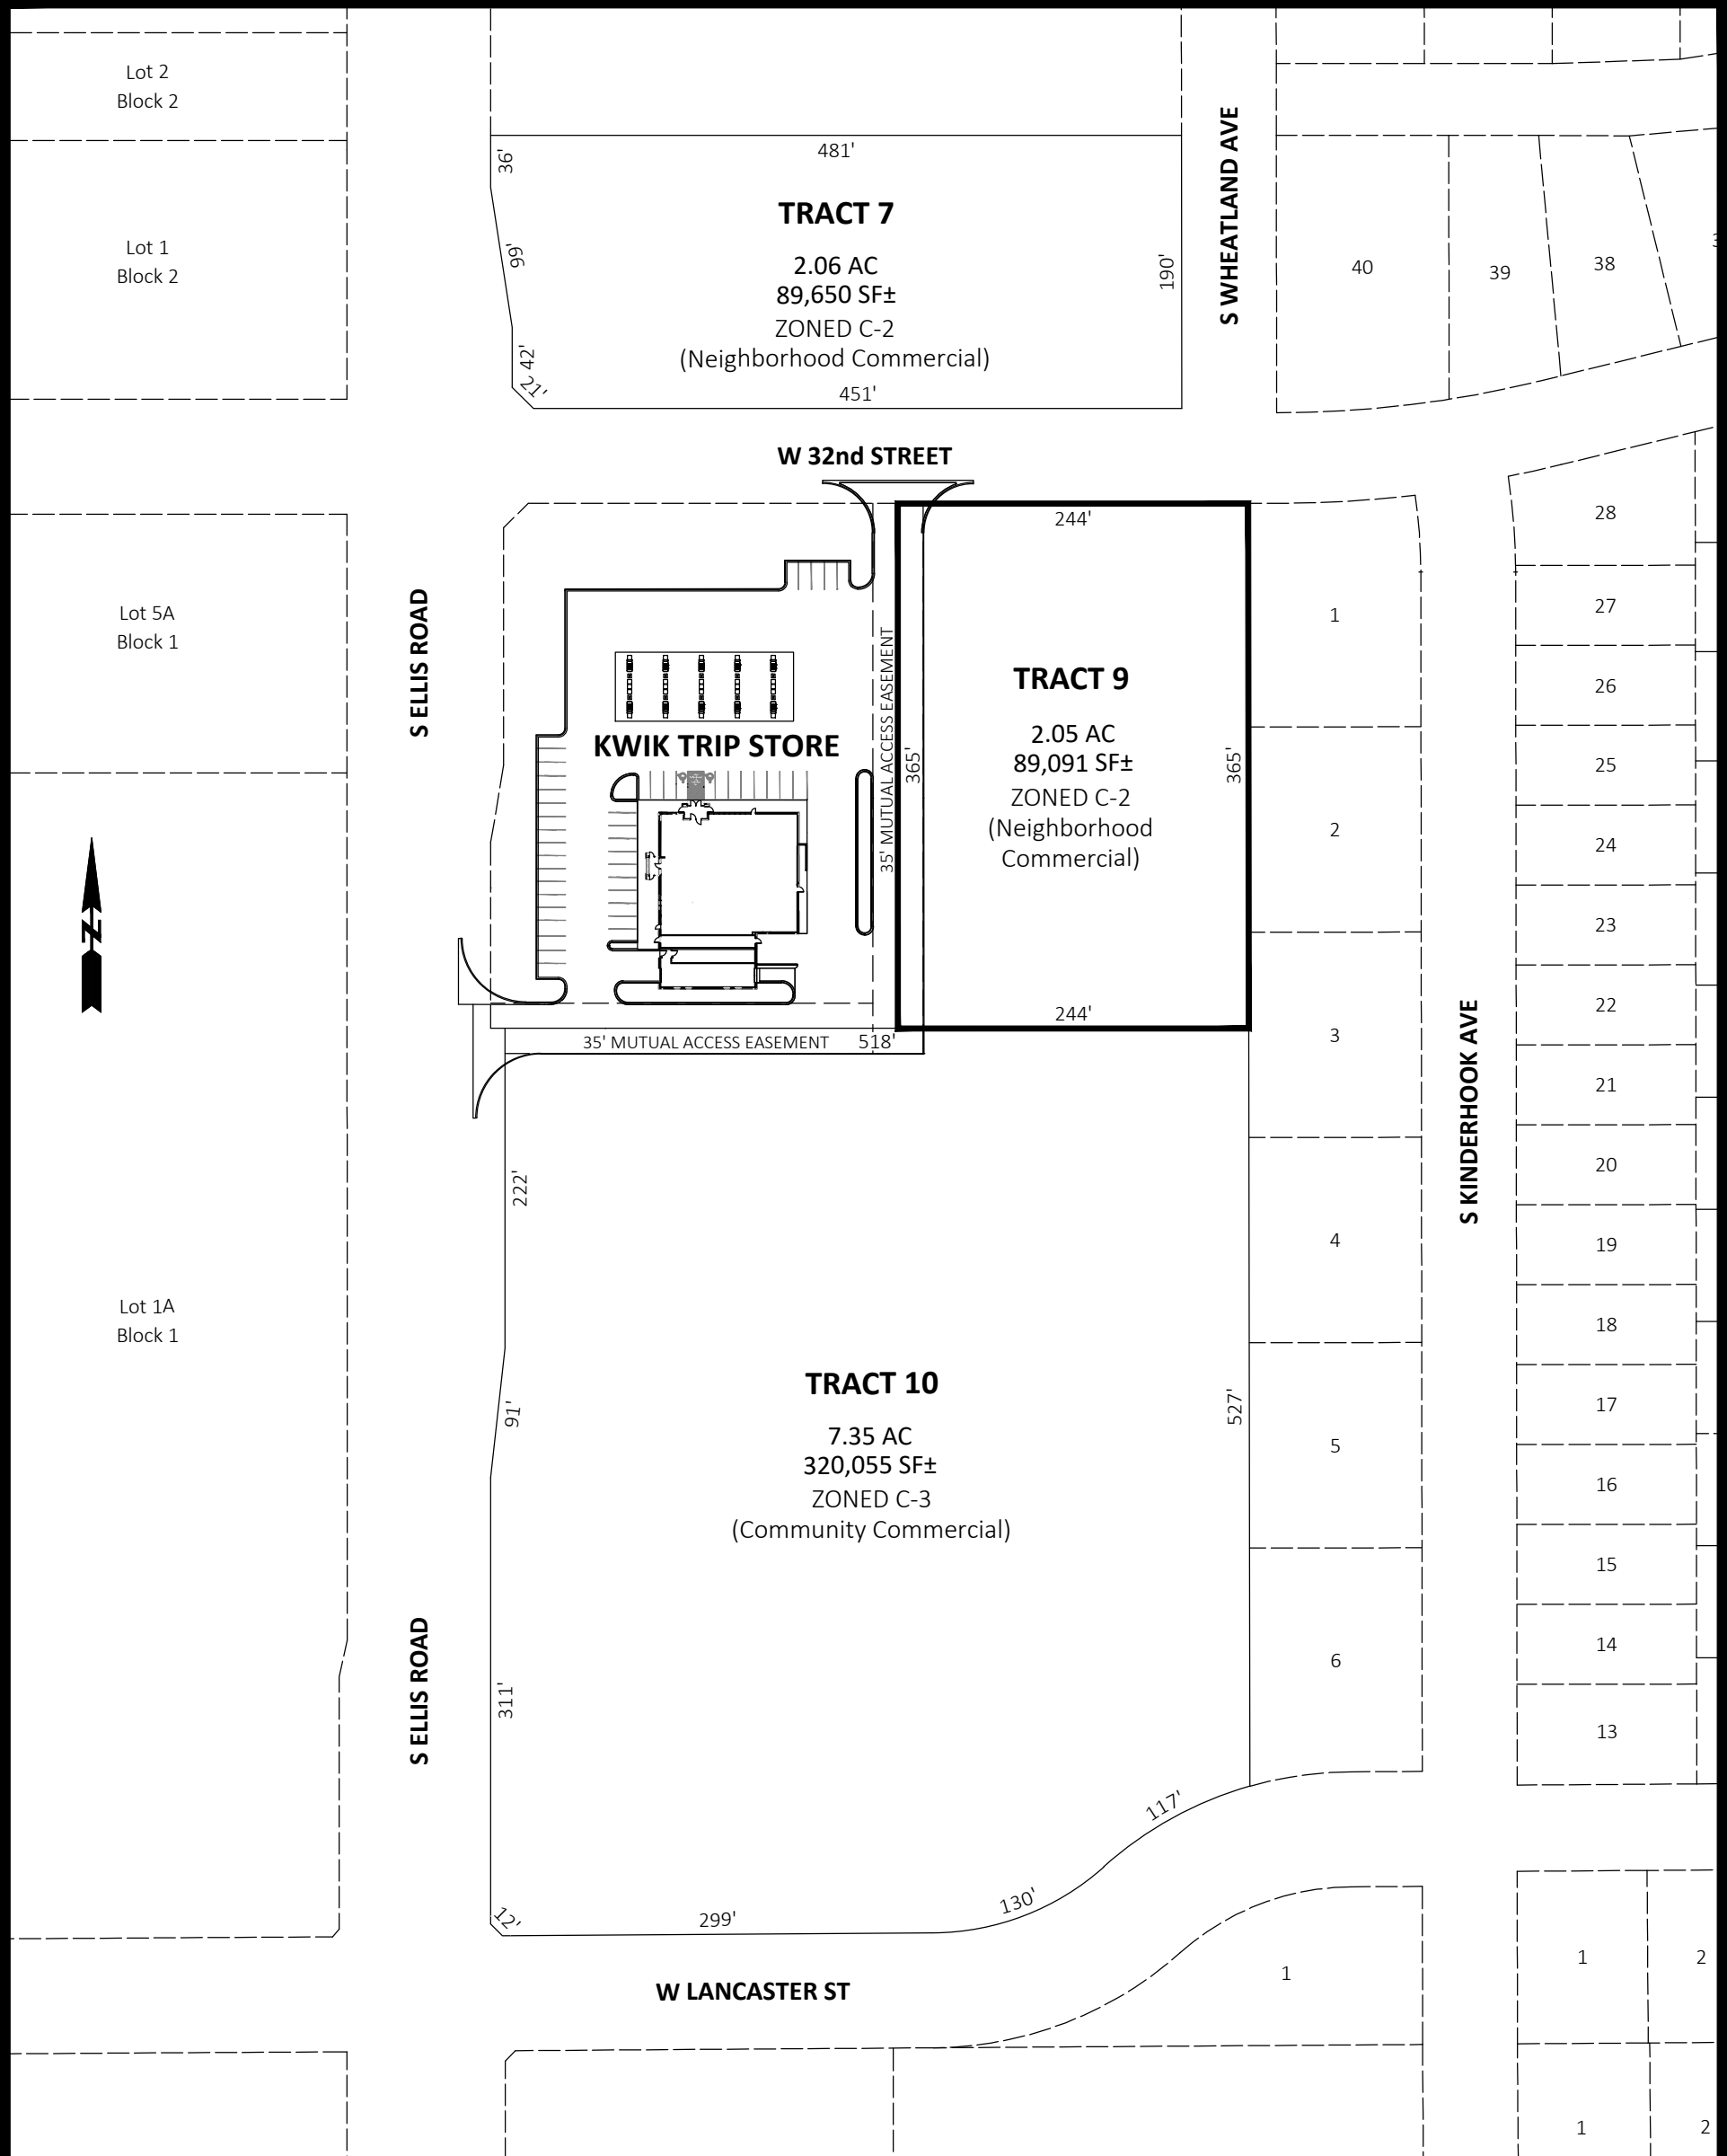 Lot 2
Block 2
Lot 1
Block 2
36'
481'
99'
TRACT 7
2.06 AC
89,650 SF±
ZONED C-2
(Neighborhood Commercial)
190'
42'
21'
451'
S WHEATLAND AVE
40
39
38
W 32nd STREET
Lot 5A
Block 1
S ELLIS ROAD
KWIK TRIP STORE
35' MUTUAL ACCESS EASEMENT
244'
TRACT 9
2.05 AC
89,091 SF±
ZONED C-2
(Neighborhood
Commercial)
365'
365'
244'
35' MUTUAL ACCESS EASEMENT
518'
N
1
2
3
4
5
6
S KINDERHOOK AVE
28
27
26
25
24
23
22
21
20
19
18
17
16
15
14
13
Lot 1A
Block 1
222'
91'
311'
TRACT 10
7.35 AC
320,055 SF±
ZONED C-3
(Community Commercial)
527'
S ELLIS ROAD
12'
299'
130'
117'
W LANCASTER ST
1
1
2
1
2